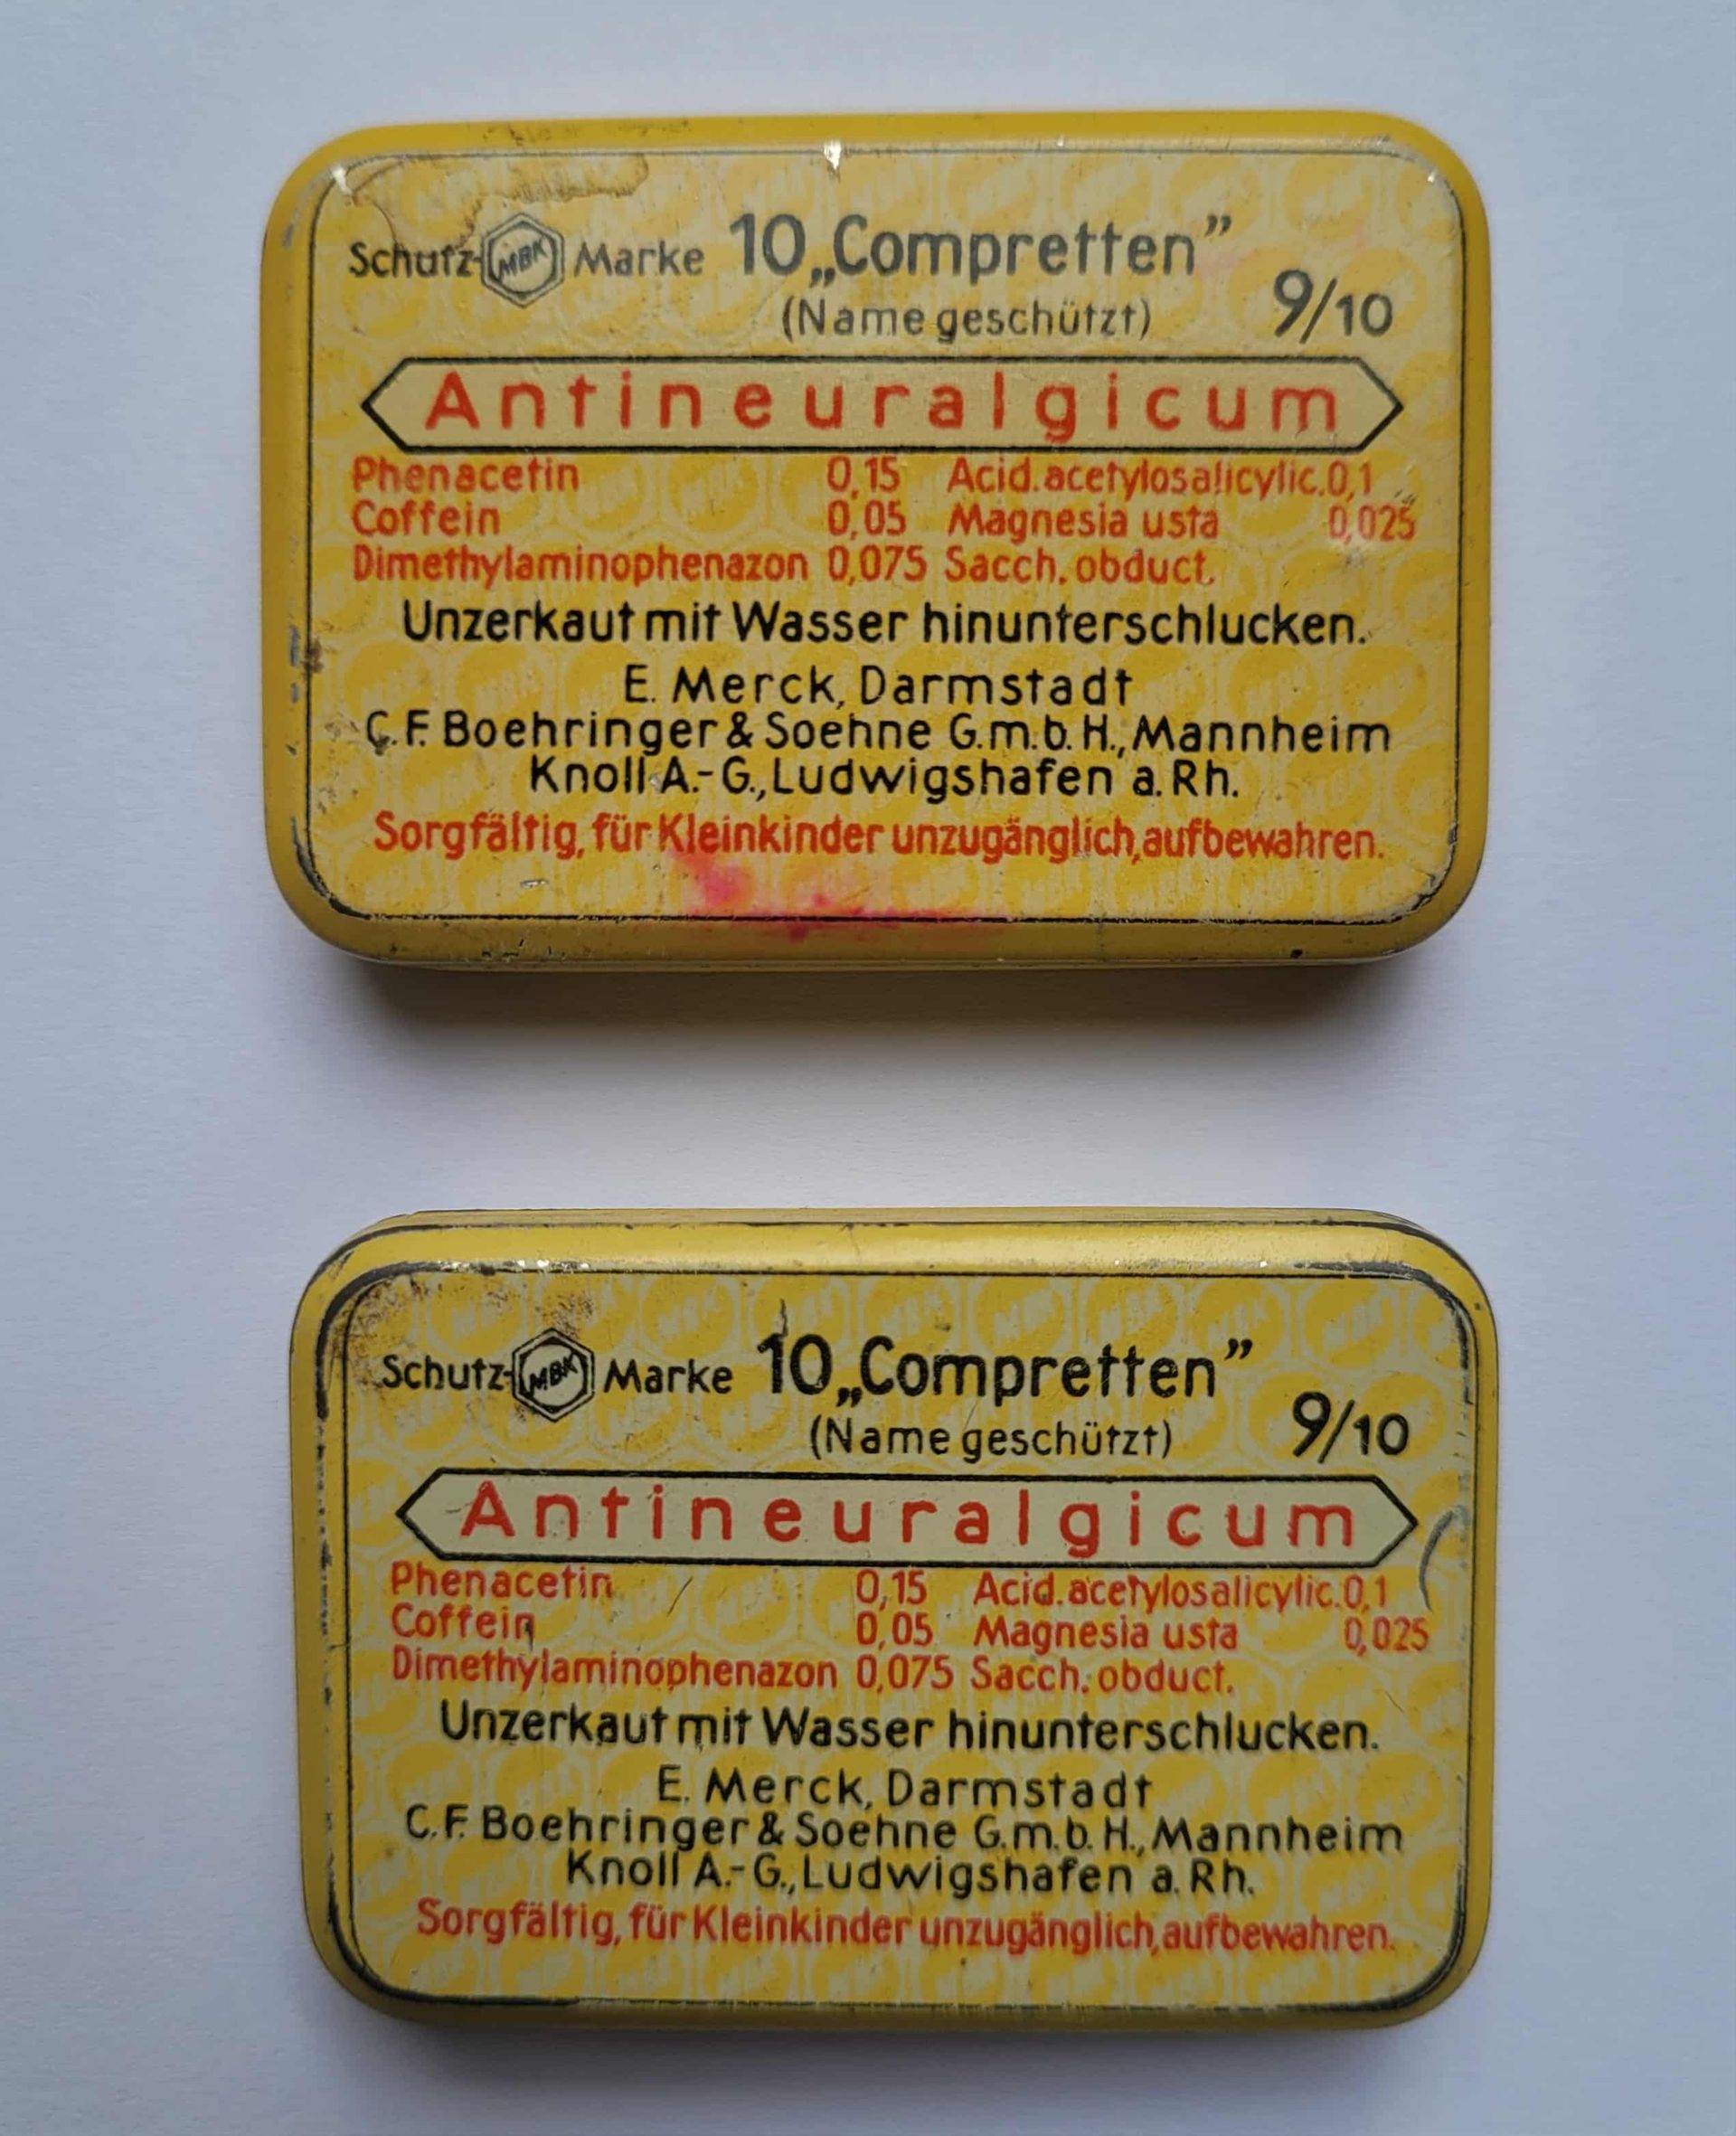 Schutz- MBK Marke 10 „Compretten”
(Name geschützt) 9/10
Antineuralgicum
Phenacetin 0,15 Acid. acetylosalicylic. 0,1
Coffein 0,05 Magnesia usta 0,025
Dimethylaminophenazon 0,075 Sacch. obduct.
Unzerkaut mit Wasser hinunterschlucken.
E. Merck, Darmstadt
C. F. Boehringer & Soehne G.m.b.H., Mannheim
Knoll A.-G., Ludwigshafen a. Rh.
Sorgfältig, für Kleinkinder unzugänglich, aufbewahren.
Schutz- MBK Marke 10 „Compretten”
(Name geschützt) 9/10
Antineuralgicum
Phenacetin 0,15 Acid. acetylosalicylic. 0,1
Coffein 0,05 Magnesia usta 0,025
Dimethylaminophenazon 0,075 Sacch. obduct.
Unzerkaut mit Wasser hinunterschlucken.
E. Merck, Darmstadt
C. F. Boehringer & Soehne G.m.b.H., Mannheim
Knoll A.-G., Ludwigshafen a. Rh.
Sorgfältig, für Kleinkinder unzugänglich, aufbewahren.